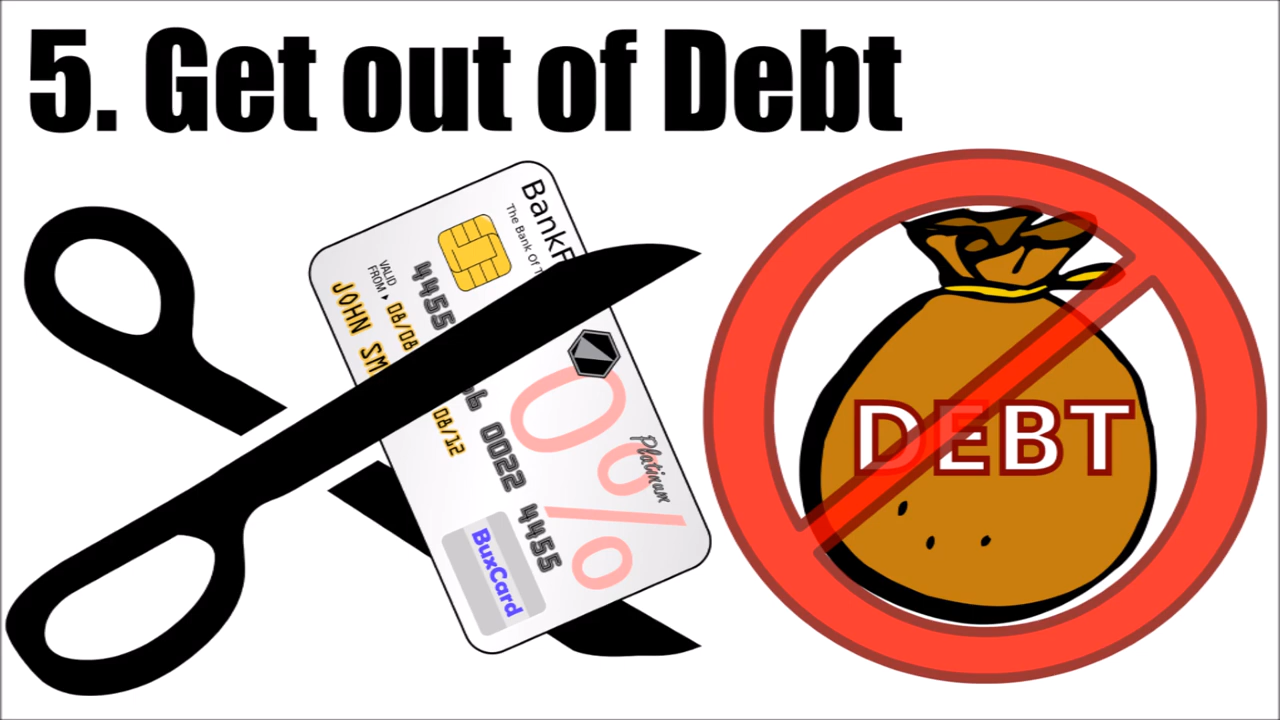 5. Get out of Debt
BankF
The Bank Of T
VALID
FROM
08/08
08/12
4455
0022 4455
JOHN SM
0%
%
Platinum
BuxCard
DEBT